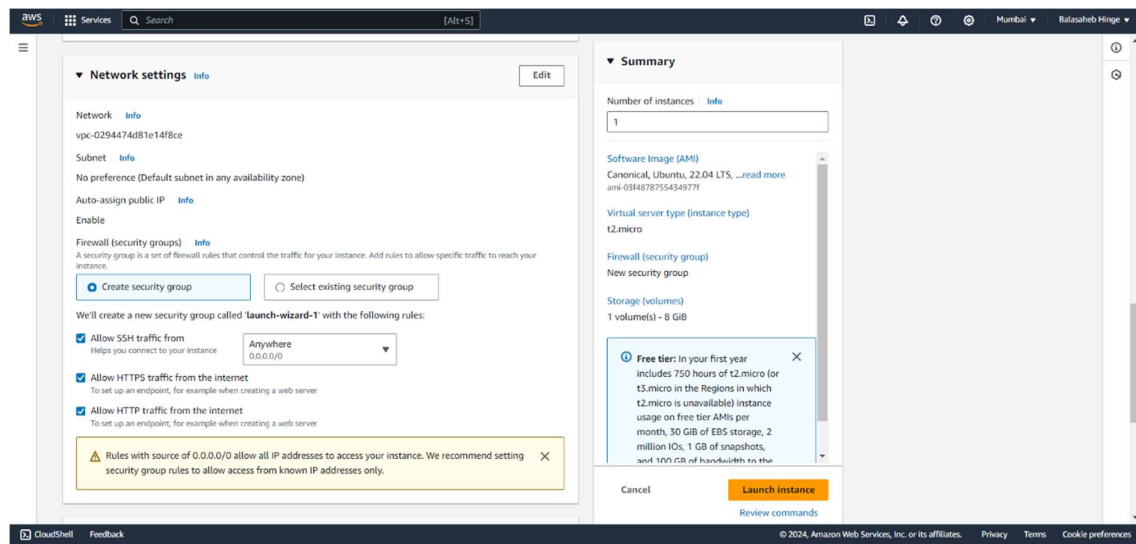 aws
Services
Search
[Alt+S]
Mumbai
Balasaheb Hinge
Network settings Info
Edit
Network Info
vpc-0294474d81e14f8ce
Subnet Info
No preference (Default subnet in any availability zone)
Auto-assign public IP Info
Enable
Firewall (security groups) Info
A security group is a set of firewall rules that control the traffic for your instance. Add rules to allow specific traffic to reach your
instance.
Create security group
Select existing security group
We'll create a new security group called 'launch-wizard-1' with the following rules:
Allow SSH traffic from
Helps you connect to your instance
Anywhere
0.0.0.0/0
Allow HTTPS traffic from the internet
To set up an endpoint, for example when creating a web server
Allow HTTP traffic from the internet
To set up an endpoint, for example when creating a web server
Rules with source of 0.0.0.0/0 allow all IP addresses to access your instance. We recommend setting
security group rules to allow access from known IP addresses only.
Summary
Number of instances Info
1
Software Image (AMI)
Canonical, Ubuntu, 22.04 LTS, ...read more
ami-03f4878755434977f
Virtual server type (instance type)
t2.micro
Firewall (security group)
New security group
Storage (volumes)
1 volume(s) - 8 GiB
Free tier: In your first year
includes 750 hours of t2.micro (or
t3.micro in the Regions in which
t2.micro is unavailable) instance
usage on free tier AMIs per
month, 30 GiB of EBS storage, 2
million IOs, 1 GB of snapshots,
and 100 GB of bandwidth to the
Cancel
Launch instance
Review commands
CloudShell
Feedback
© 2024, Amazon Web Services, Inc. or its affiliates.
Privacy
Terms
Cookie preferences